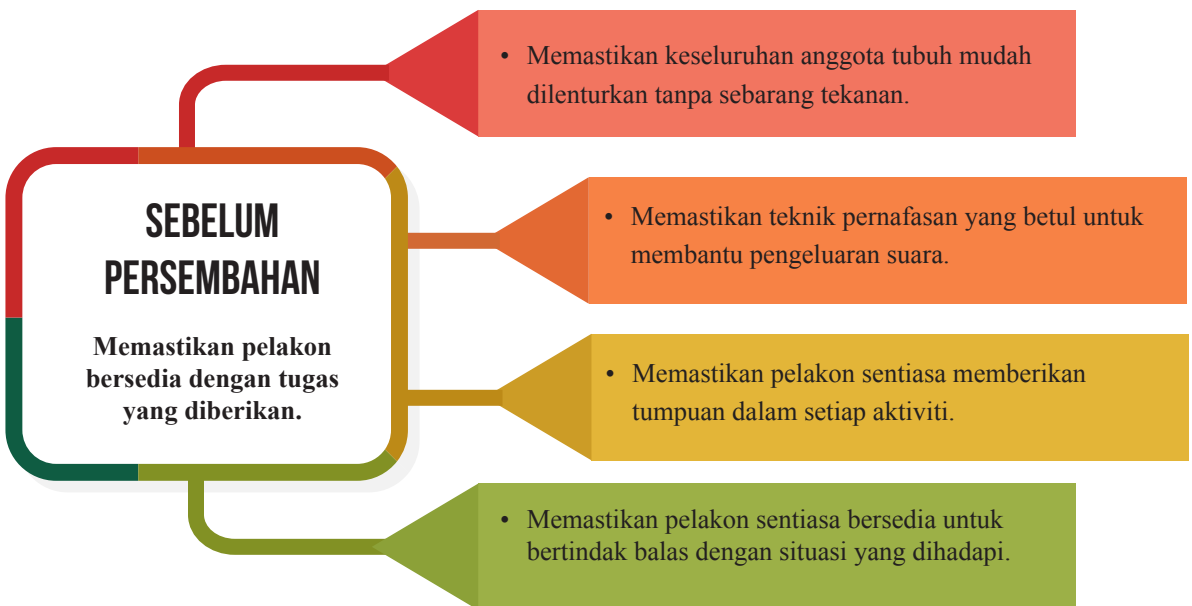 SEBELUM
PERSEMBAHAN
Memastikan pelakon
bersedia dengan tugas
yang diberikan.
• Memastikan keseluruhan anggota tubuh mudah
dilenturkan tanpa sebarang tekanan.
• Memastikan teknik pernafasan yang betul untuk
membantu pengeluaran suara.
• Memastikan pelakon sentiasa memberikan
tumpuan dalam setiap aktiviti.
• Memastikan pelakon sentiasa bersedia untuk
bertindak balas dengan situasi yang dihadapi.